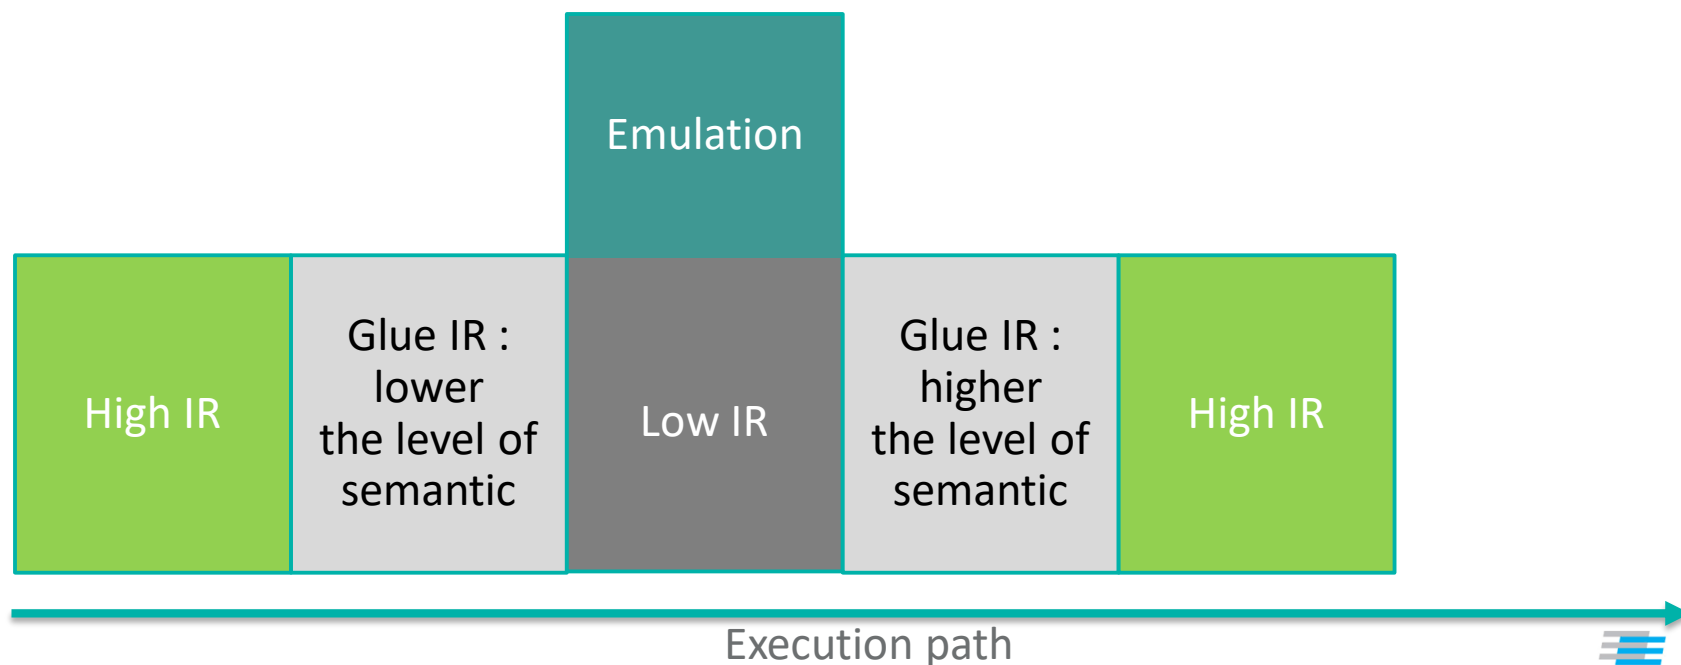 Emulation
High IR
Glue IR :
lower
the level of
semantic
Low IR
Glue IR :
higher
the level of
semantic
High IR
Execution path